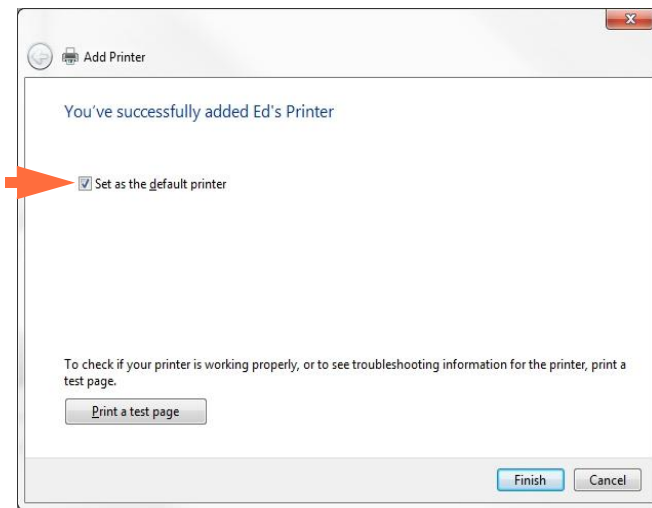 Add Printer
You've successfully added Ed's Printer
Set as the default printer
To check if your printer is working properly, or to see troubleshooting information for the printer, print a
test page.
Print a test page
Finish Cancel